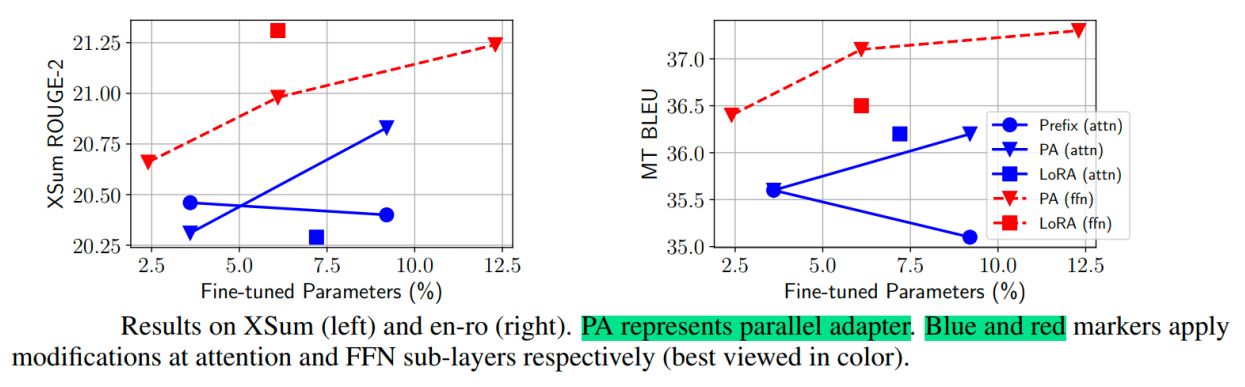 XSum ROUGE-2
21.25
21.00
20.75
20.50
20.25
2.5 5.0 7.5 10.0 12.5
Fine-tuned Parameters (%)
MT BLEU
37.0
36.5
36.0
35.5
35.0
2.5 5.0 7.5 10.0 12.5
Fine-tuned Parameters (%)
Prefix (attn)
PA (attn)
LoRA (attn)
PA (ffn)
LoRA (ffn)
Results on XSum (left) and en-ro (right). PA represents parallel adapter. Blue and red markers apply
modifications at attention and FFN sub-layers respectively (best viewed in color).